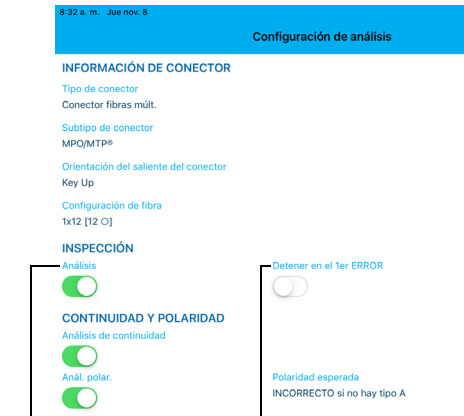 8:32 a. m. Jue nov. 8
Configuración de análisis
INFORMACIÓN DE CONECTOR
Tipo de conector
Conector fibras múlt.
Subtipo de conector
MPO/MTP®
Orientación del saliente del conector
Key Up
Configuración de fibra
1x12 [12 O]
INSPECCIÓN
Análisis
Detener en el 1er ERROR
CONTINUIDAD Y POLARIDAD
Análisis de continuidad
Anál. polar.
Polaridad esperada
INCORRECTO si no hay tipo A